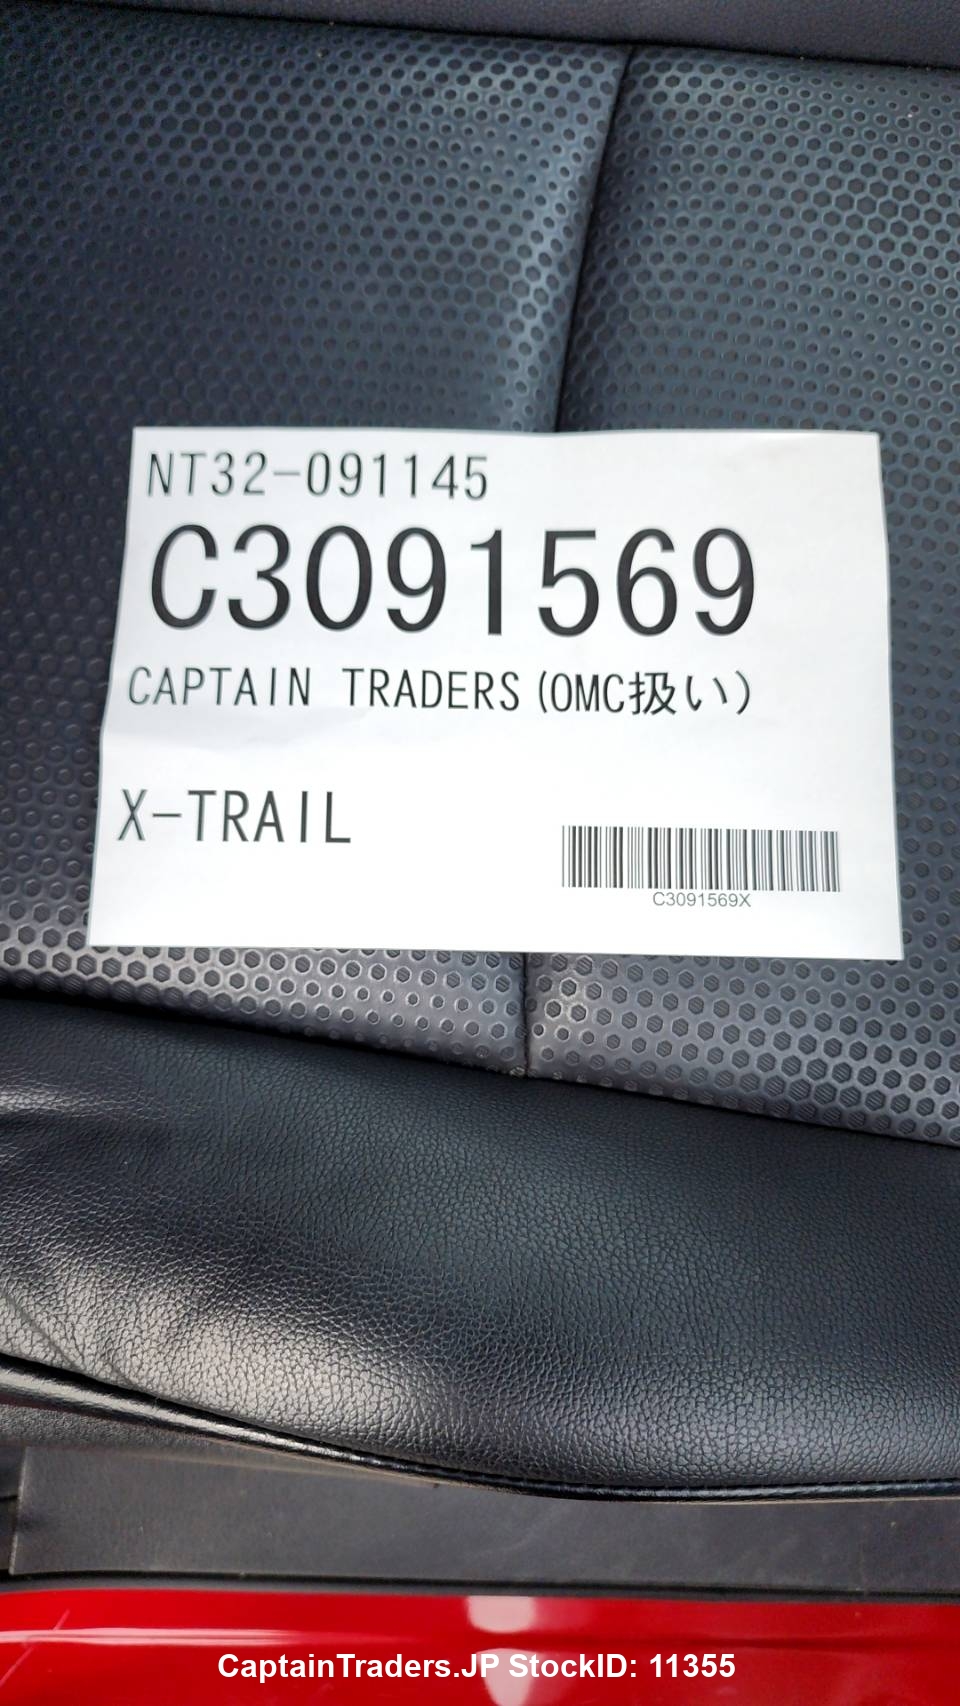 NT32-091145
C3091569
CAPTAIN TRADERS(OMC扱い)
X-TRAIL
C3091569X
CaptainTraders.JP StockID: 11355